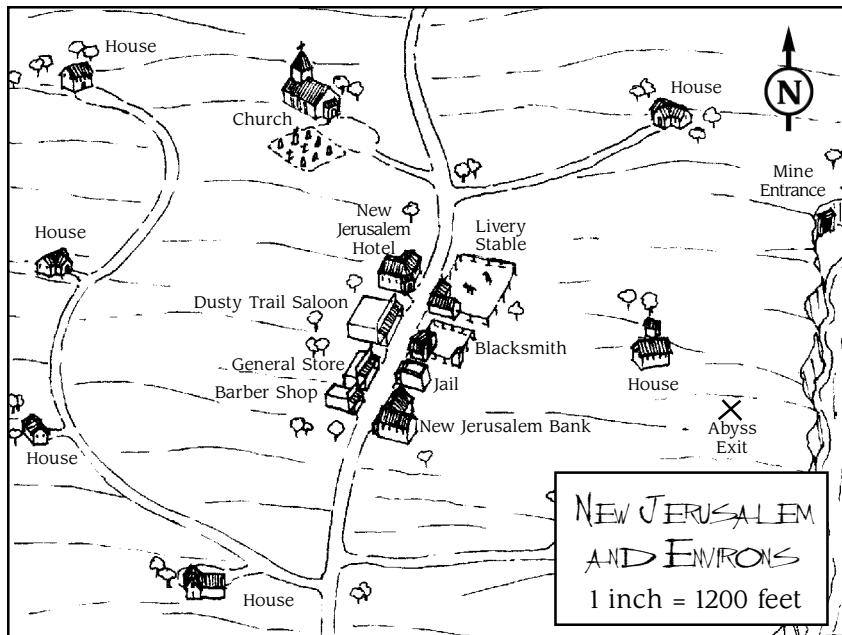 House
House
Church
N
Mine
Entrance
New
Jerusalem
Hotel
Livery
Stable
House
Dusty Trail Saloon
General Store
Blacksmith
Barber Shop
Jail
House
New Jerusalem Bank
Abyss
Exit
House
House
NEW JERUSALEM
AND ENVIRONS
1 inch = 1200 feet